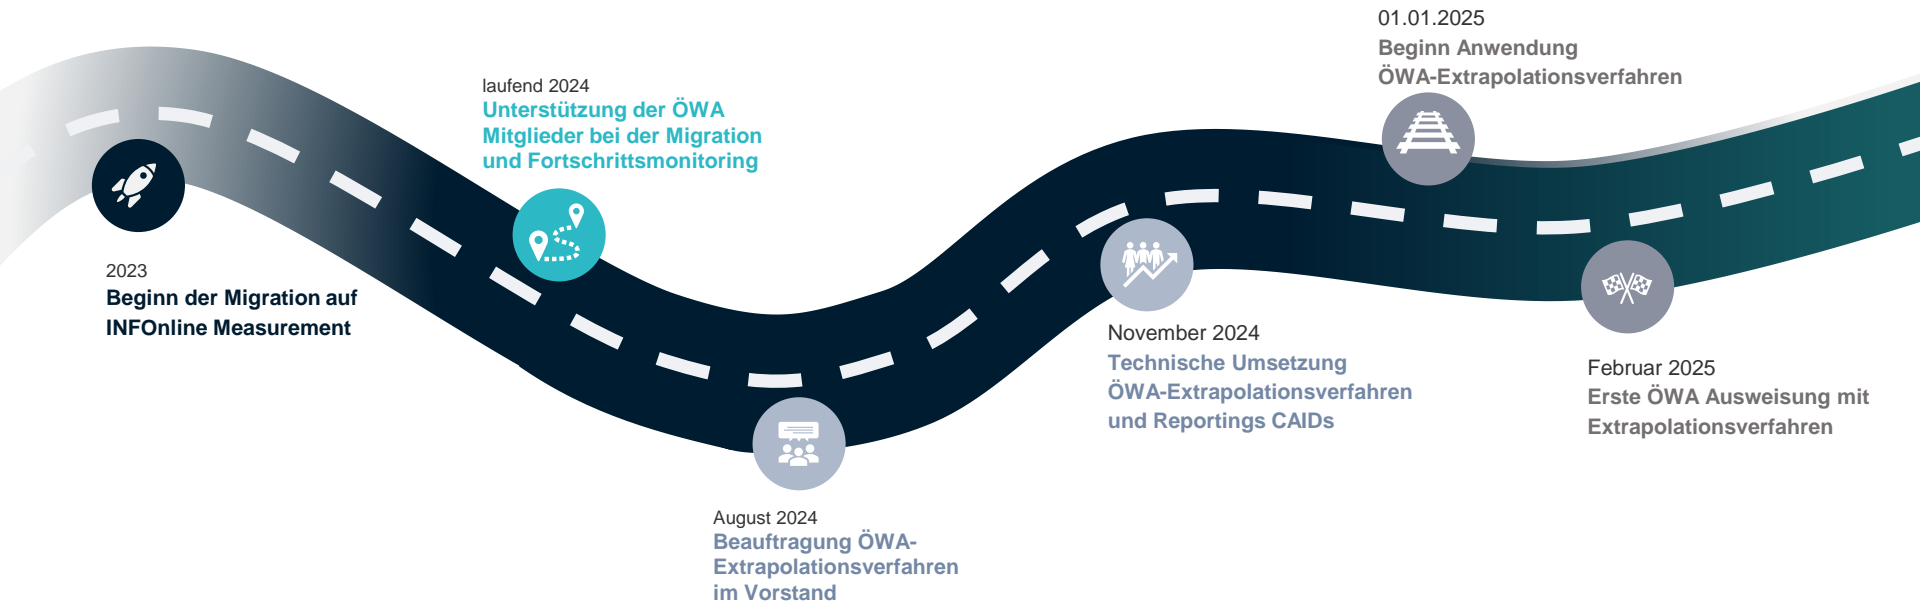 2023
Beginn der Migration auf
INFOnline Measurement
laufend 2024
Unterstützung der ÖWA
Mitglieder bei der Migration
und Fortschrittsmonitoring
August 2024
Beauftragung ÖWA-
Extrapolationsverfahren
im Vorstand
November 2024
Technische Umsetzung
ÖWA-Extrapolationsverfahren
und Reportings CAIDs
01.01.2025
Beginn Anwendung
ÖWA-Extrapolationsverfahren
Februar 2025
Erste ÖWA Ausweisung mit
Extrapolationsverfahren